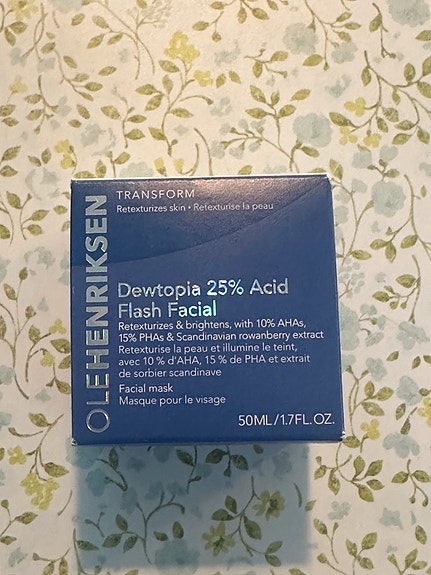 OLEHENRIKSEN
TRANSFORM
Retexturizes skin • Retexturise la peau
Dewtopia 25% Acid
Flash Facial
Retexturizes & brightens, with 10% AHAs,
15% PHAs & Scandinavian rowanberry extract
Retexturise la peau et illumine le teint,
avec 10 % d'AHA, 15 % de PHA et extrait
de sorbier scandinave
Facial mask
Masque pour le visage
50ML/1.7FL.OZ.